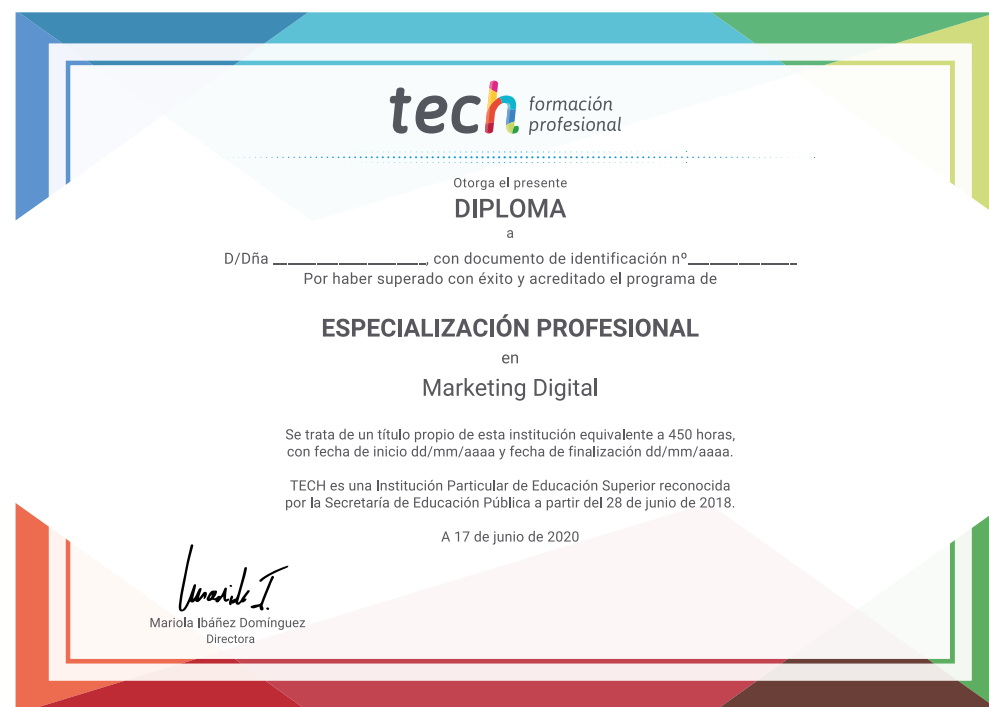 tech formación
profesional
Otorga el presente
DIPLOMA
a
D/Dña ____________________, con documento de identificación nº______________
Por haber superado con éxito y acreditado el programa de
ESPECIALIZACIÓN PROFESIONAL
en
Marketing Digital
Se trata de un título propio de esta institución equivalente a 450 horas,
con fecha de inicio dd/mm/aaaa y fecha de finalización dd/mm/aaaa.
TECH es una Institución Particular de Educación Superior reconocida
por la Secretaría de Educación Pública a partir del 28 de junio de 2018.
A 17 de junio de 2020
Mariola Ibáñez Domínguez
Directora